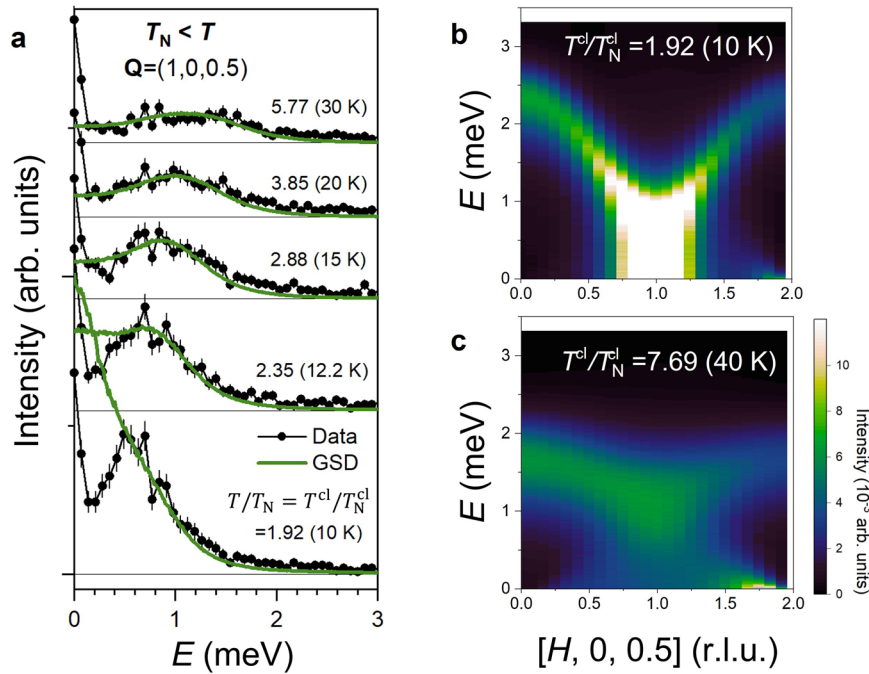 a
T_N < T
Q=(1,0,0.5)
5.77 (30 K)
3.85 (20 K)
2.88 (15 K)
2.35 (12.2 K)
Data
GSD
T/T_N = T^cl/T_N^cl
=1.92 (10 K)
Intensity (arb. units)
0 1 2 3
E (meV)
b
T^cl/T_N^cl =1.92 (10 K)
E (meV)
3
2
1
0
0.0 0.5 1.0 1.5 2.0
c
T^cl/T_N^cl =7.69 (40 K)
E (meV)
3
2
1
0
0.0 0.5 1.0 1.5 2.0
[H, 0, 0.5] (r.l.u.)
10
8
6
4
2
0
Intensity (10⁻³ arb. units)